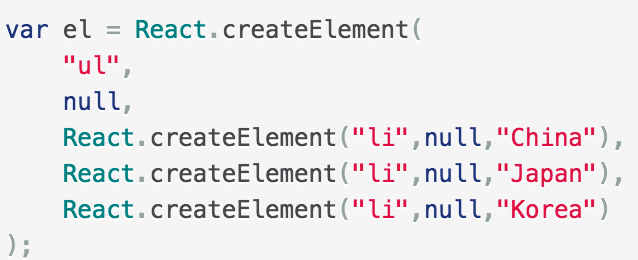 var el = React.createElement(
    "ul",
    null,
    React.createElement("li",null,"China"),
    React.createElement("li",null,"Japan"),
    React.createElement("li",null,"Korea")
);